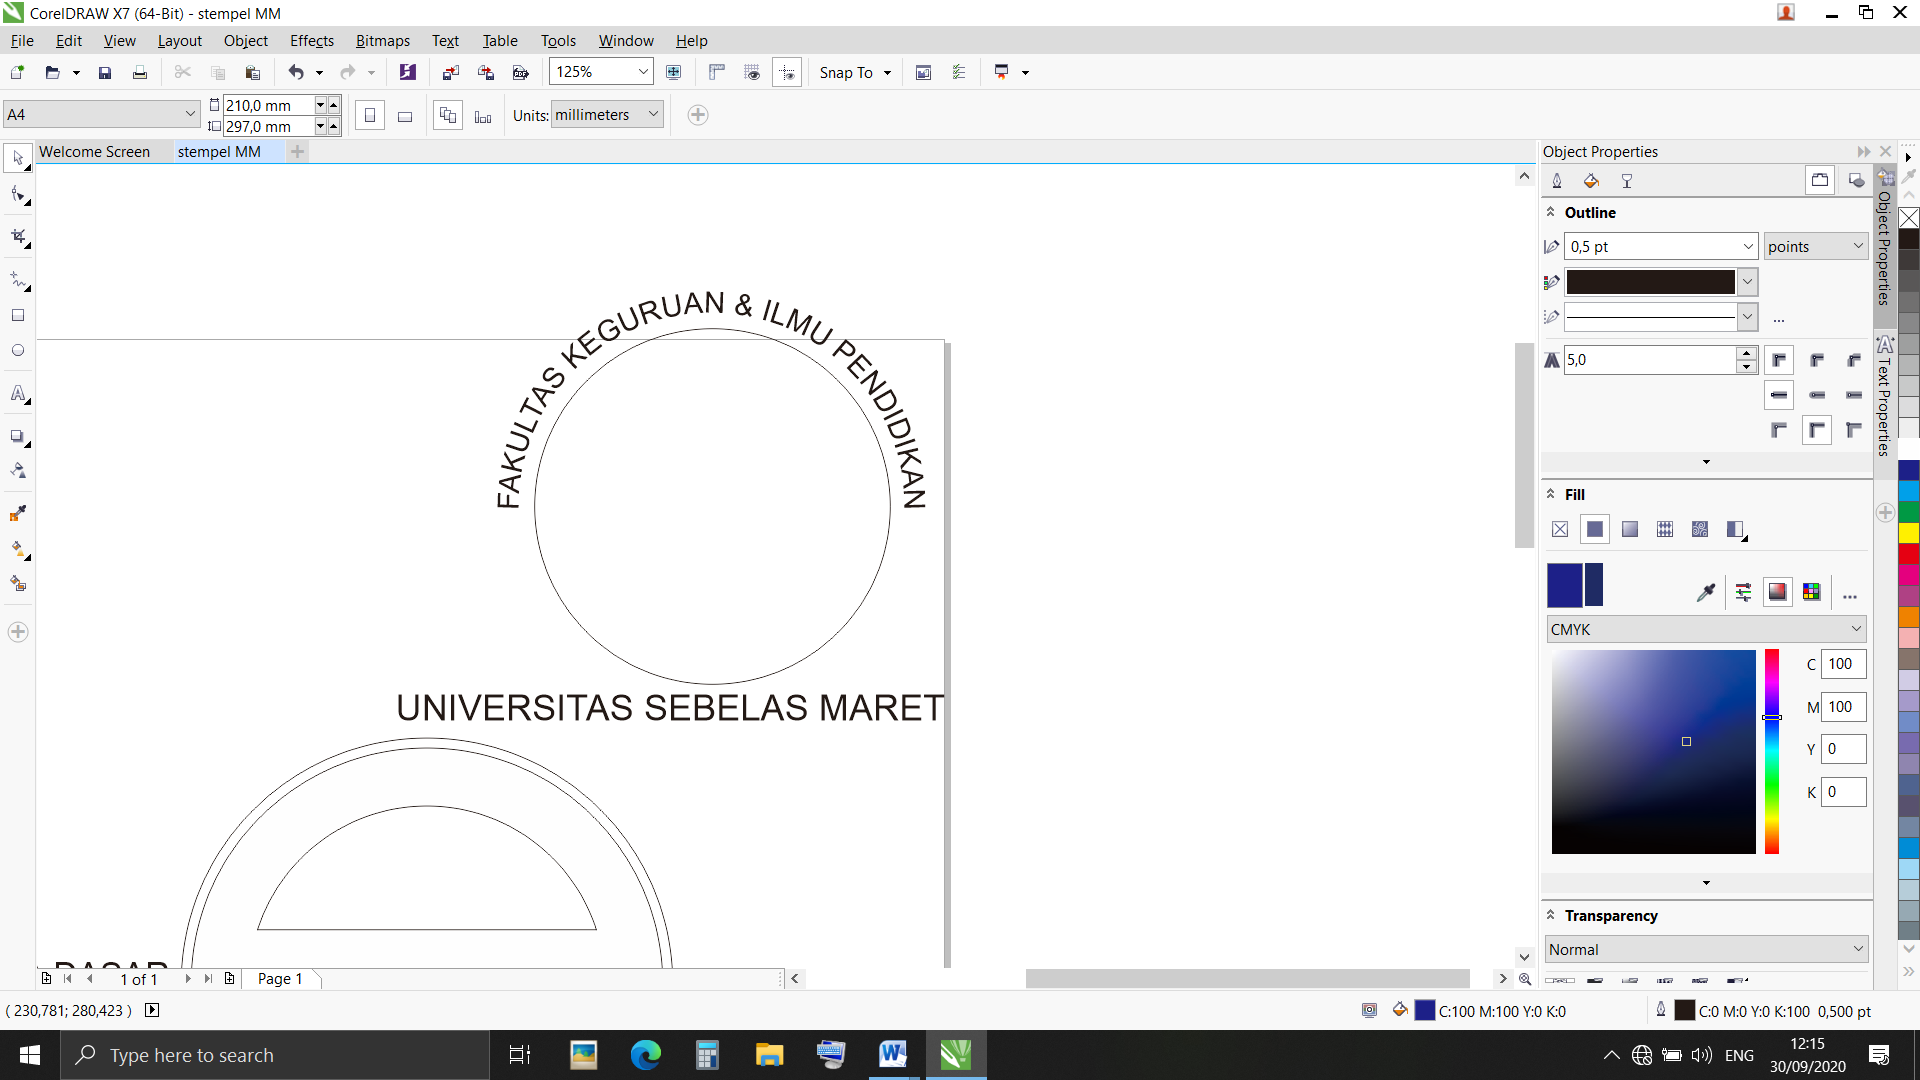 CorelDRAW X7 (64-Bit) - stempel MM
File Edit View Layout Object Effects Bitmaps Text Table Tools Window Help
125% Snap To
A4 210,0 mm Units: millimeters
297,0 mm
Welcome Screen stempel MM Object Properties
Outline
0,5 pt points
5,0
Object Properties
Text Properties
FAKULTAS KEGURUAN & ILMU PENDIDIKAN
UNIVERSITAS SEBELAS MARET
DASAR
Fill
CMYK
C 100
M 100
Y 0
K 0
Transparency
Normal
1 of 1 Page 1
( 230,781; 280,423 ) C:100 M:100 Y:0 K:0 C:0 M:0 Y:0 K:100 0,500 pt
Type here to search ENG 12:15
30/09/2020